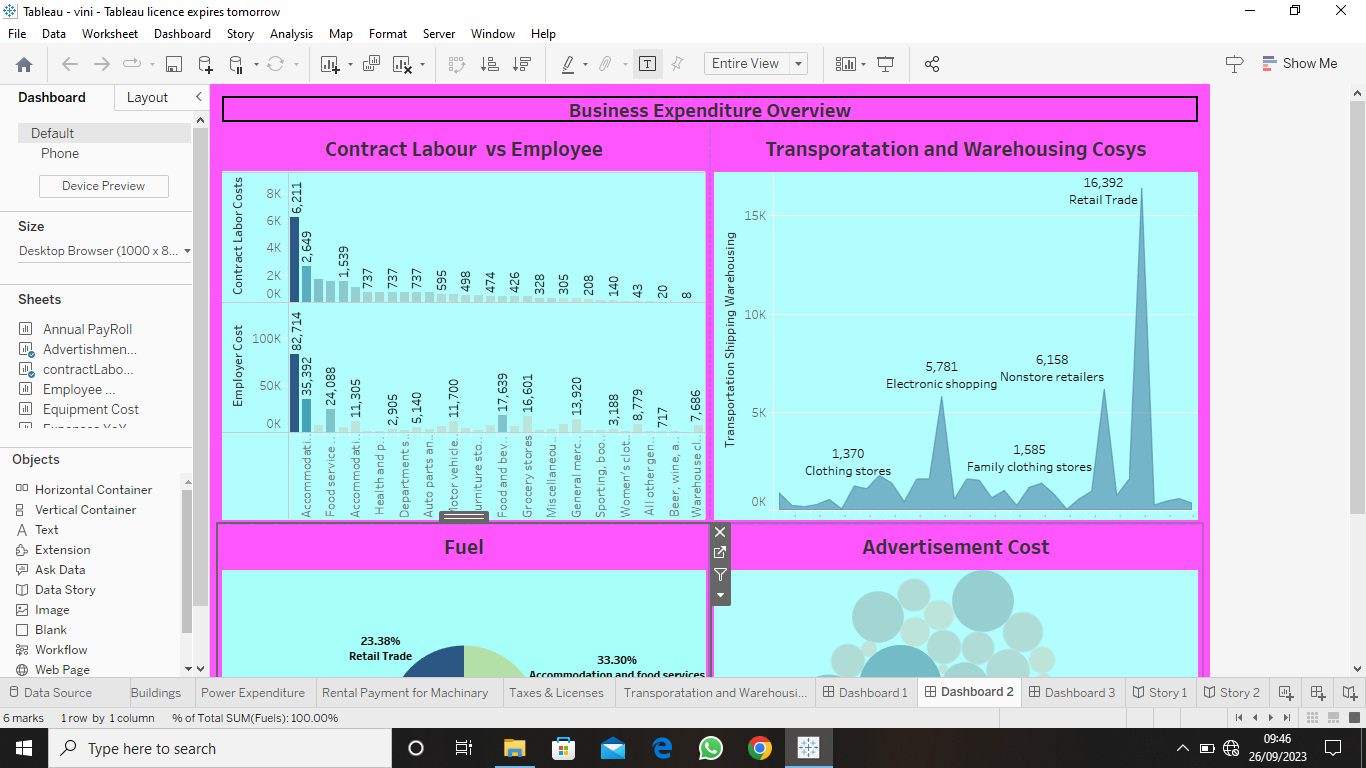 Tableau - vini - Tableau licence expires tomorrow
File Data Worksheet Dashboard Story Analysis Map Format Server Window Help
Entire View
Show Me
Dashboard Layout
Default
Phone
Device Preview
Size
Desktop Browser (1000 x 8...
Sheets
Annual PayRoll
Advertishmen...
contractLabo...
Employee ...
Equipment Cost
Expenses YoY
Objects
Horizontal Container
Vertical Container
Text
Extension
Ask Data
Data Story
Image
Blank
Workflow
Web Page
Business Expenditure Overview
Contract Labour vs Employee
Contract Labor Costs
8K
6K
4K
2K
0K
6,211
2,649
1,539
737
737
737
595
498
474
426
328
305
208
140
43
20
8
Employer Cost
100K
50K
0K
82,714
35,392
24,088
11,305
2,905
5,140
11,700
17,639
16,601
13,920
3,188
8,779
717
7,686
Accommodati..
Food service ..
Accommodati..
Health and p..
Department s..
Auto parts an..
Motor vehicle..
urniture sto..
Food and bev..
Grocery stores
Miscellaneou..
General merc..
Sporting, boo..
Women's clot..
All other gen..
Beer, wine, a..
Warehouse cl..
Transporatation and Warehousing Cosys
Transportation Shipping Warehousing
15K
10K
5K
0K
16,392
Retail Trade
5,781
Electronic shopping
6,158
Nonstore retailers
1,370
Clothing stores
1,585
Family clothing stores
Fuel
23.38%
Retail Trade
33.30%
Accommodation and food services
Advertisement Cost
Data Source Buildings Power Expenditure Rental Payment for Machinary Taxes & Licenses Transporatation and Warehousi... Dashboard 1 Dashboard 2 Dashboard 3 Story 1 Story 2
6 marks 1 row by 1 column % of Total SUM(Fuels): 100.00%
Type here to search
09:46
26/09/2023